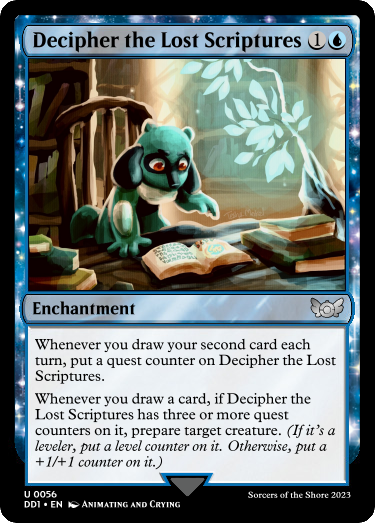 Decipher the Lost Scriptures 1
Enchantment
Whenever you draw your second card each
turn, put a quest counter on Decipher the Lost
Scriptures.
Whenever you draw a card, if Decipher the
Lost Scriptures has three or more quest
counters on it, prepare target creature. (If it's a
leveler, put a level counter on it. Otherwise, put a
+1/+1 counter on it.)
U 0056
DD1 • EN Animating and Crying
Sorcers of the Shore 2023